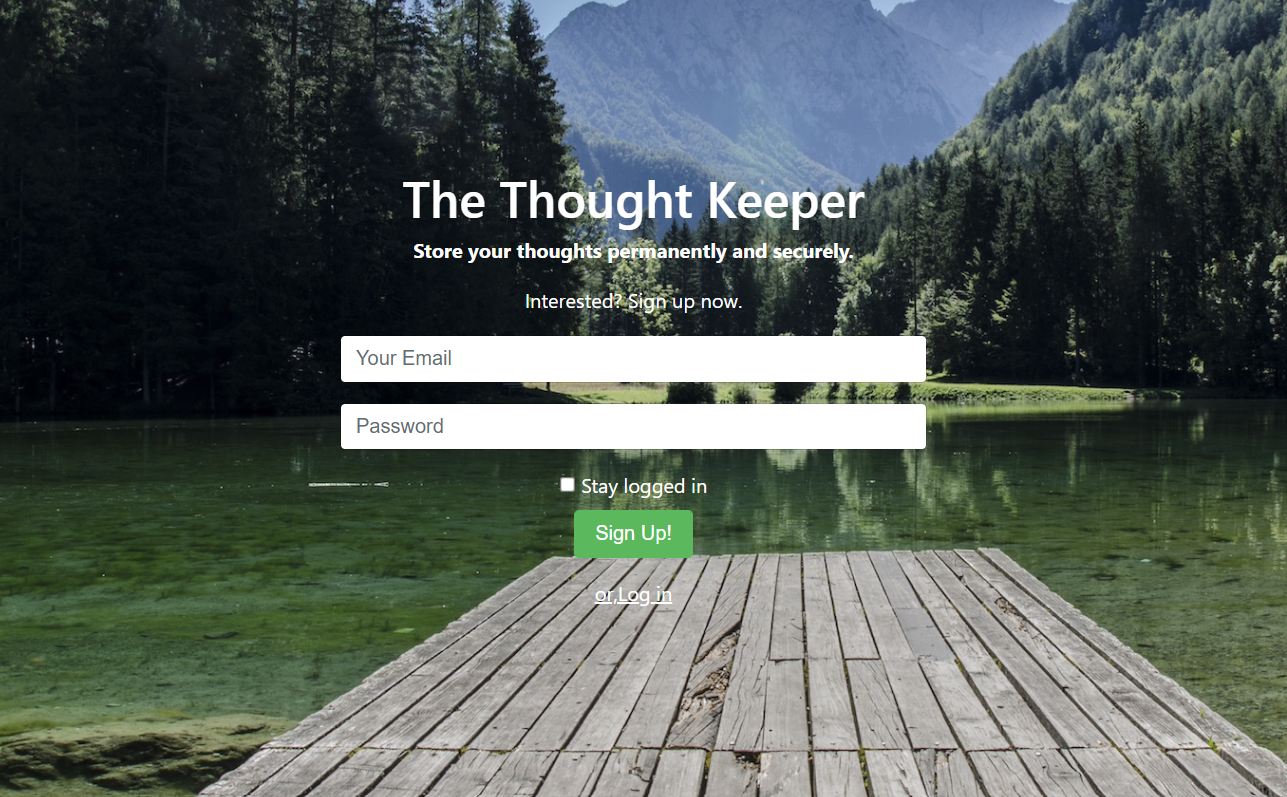 The Thought Keeper
Store your thoughts permanently and securely.
Interested? Sign up now.
Your Email
Password
Stay logged in
Sign Up!
or,Log in